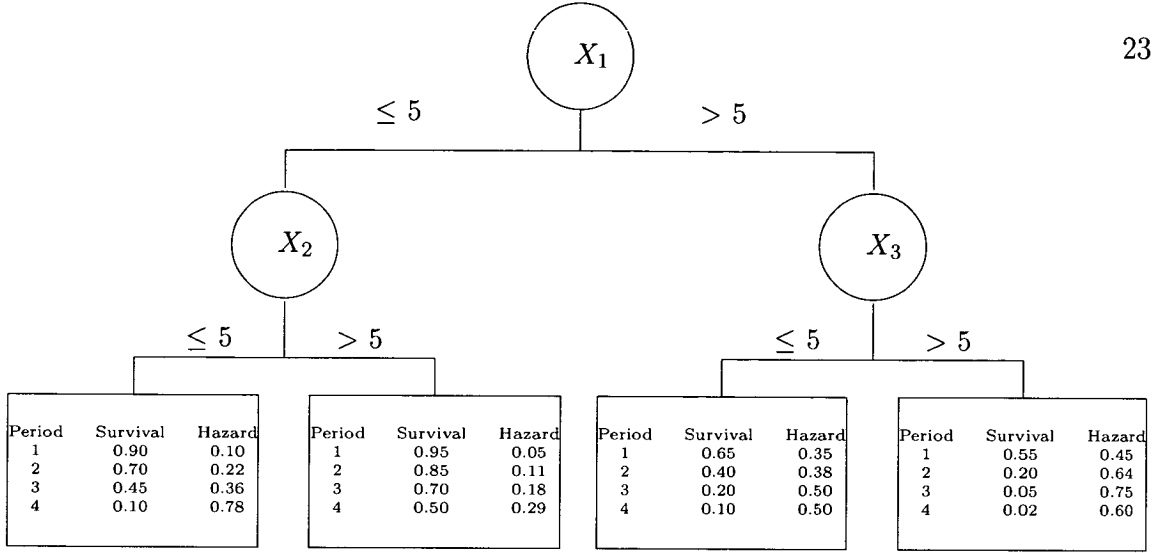 23
X₁
≤ 5 > 5
X₂ X₃
≤ 5 > 5 ≤ 5 > 5
Period Survival Hazard
1 0.90 0.10
2 0.70 0.22
3 0.45 0.36
4 0.10 0.78
Period Survival Hazard
1 0.95 0.05
2 0.85 0.11
3 0.70 0.18
4 0.50 0.29
Period Survival Hazard
1 0.65 0.35
2 0.40 0.38
3 0.20 0.50
4 0.10 0.50
Period Survival Hazard
1 0.55 0.45
2 0.20 0.64
3 0.05 0.75
4 0.02 0.60